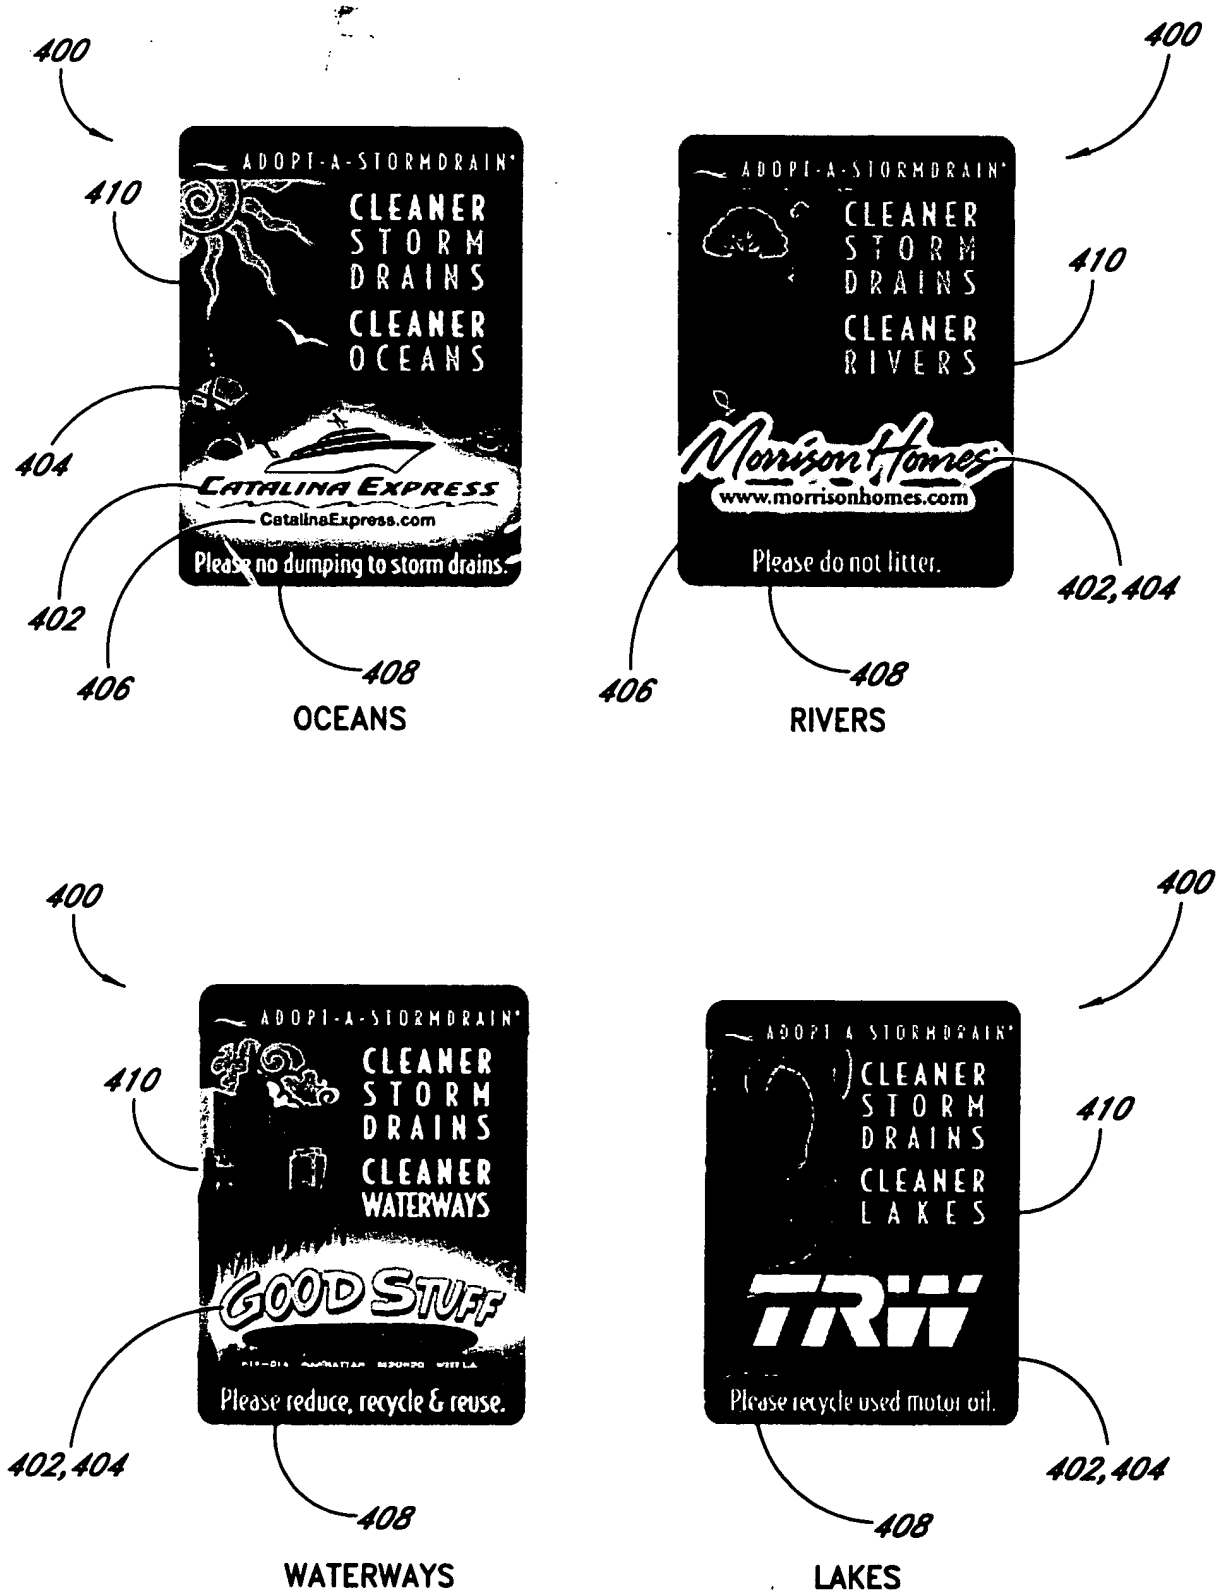 400
400
ADOPT-A-STORMDRAIN
CLEANER
STORM
DRAINS
CLEANER
OCEANS
CATALINA EXPRESS
CatalinaExpress.com
Please no dumping to storm drains.
410
404
402
406
408
OCEANS
ADOPT-A-STORMDRAIN
CLEANER
STORM
DRAINS
CLEANER
RIVERS
Morrison Homes
www.morrisonhomes.com
Please do not litter.
410
402,404
406
408
RIVERS
400
400
ADOPT-A-STORMDRAIN
CLEANER
STORM
DRAINS
CLEANER
WATERWAYS
GOOD STUFF
MANHATTAN REDONDO WEST L.A.
Please reduce, recycle & reuse.
410
402,404
408
WATERWAYS
ADOPT A STORMDRAIN
CLEANER
STORM
DRAINS
CLEANER
LAKES
TRW
Please recycle used motor oil.
410
402,404
408
LAKES